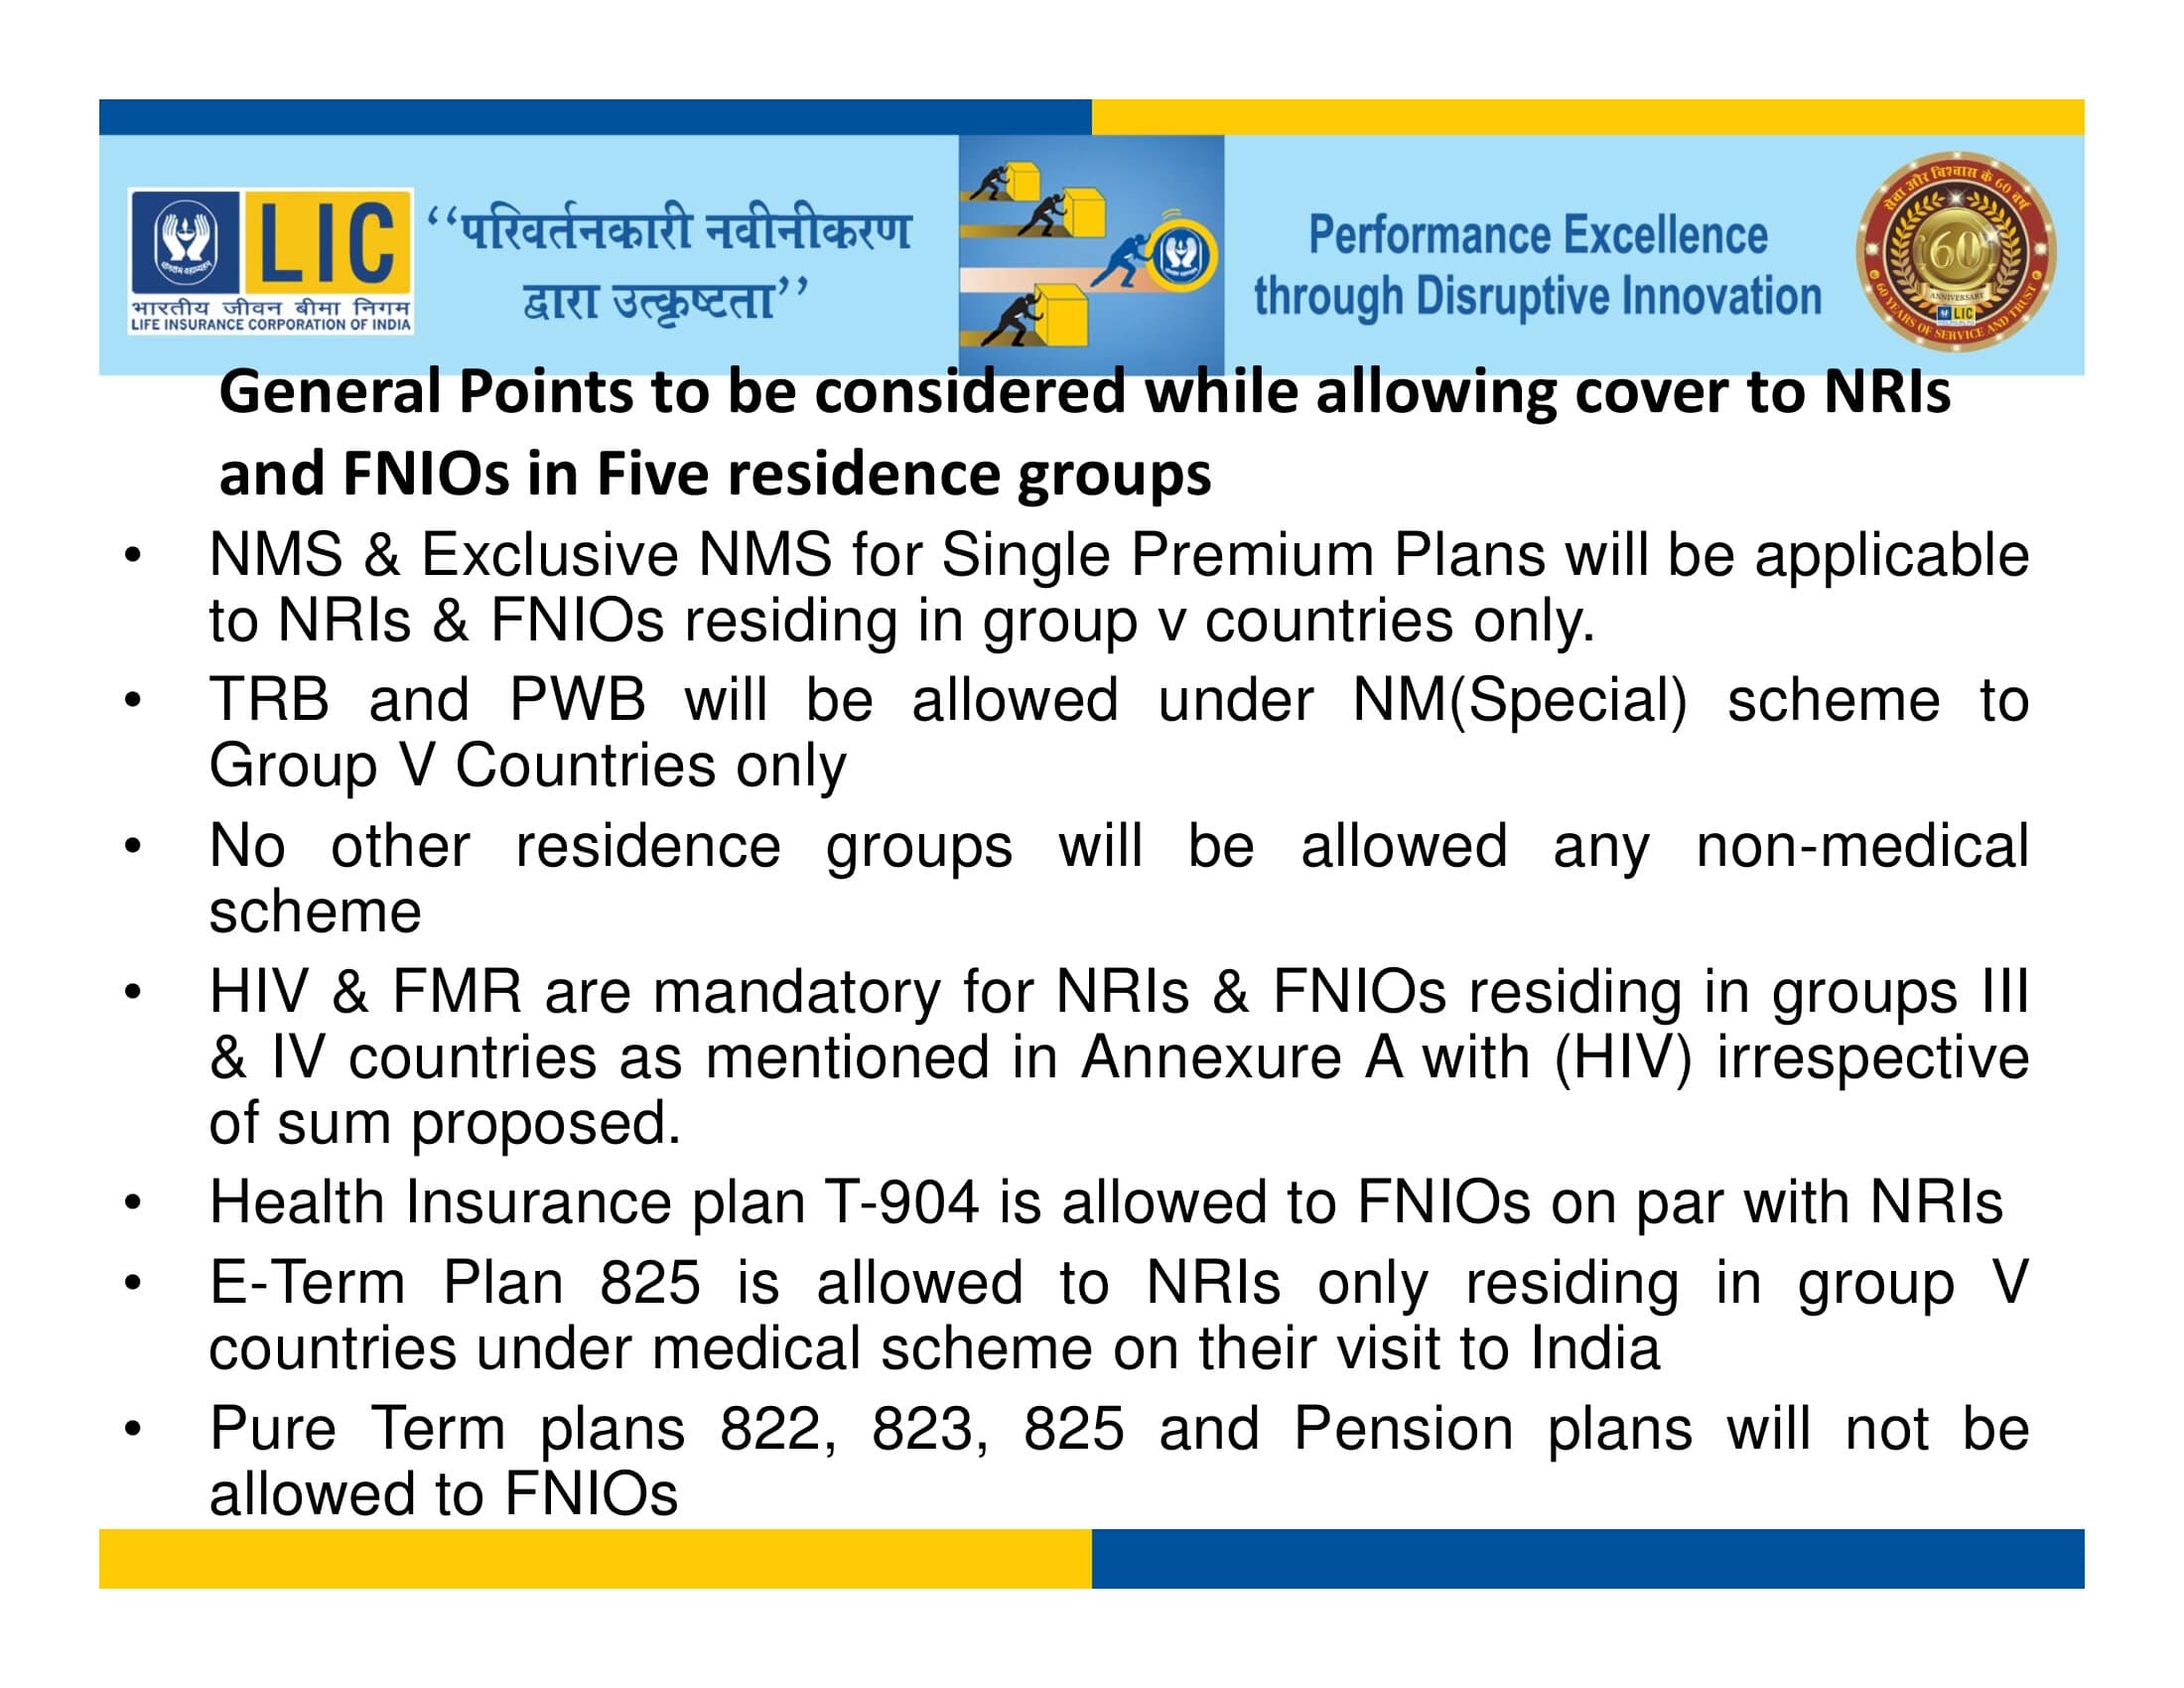 LIC
भारतीय जीवन बीमा निगम
LIFE INSURANCE CORPORATION OF INDIA
‘‘परिवर्तनकारी नवीनीकरण
द्वारा उत्कृष्टता’’
Performance Excellence
through Disruptive Innovation
सेवा और विश्वास के 60 वर्ष
60
ANNIVERSARY
LIC
60 YEARS OF SERVICE AND TRUST
General Points to be considered while allowing cover to NRIs
and FNIOs in Five residence groups
• NMS & Exclusive NMS for Single Premium Plans will be applicable
to NRIs & FNIOs residing in group v countries only.
• TRB and PWB will be allowed under NM(Special) scheme to
Group V Countries only
• No other residence groups will be allowed any non-medical
scheme
• HIV & FMR are mandatory for NRIs & FNIOs residing in groups III
& IV countries as mentioned in Annexure A with (HIV) irrespective
of sum proposed.
• Health Insurance plan T-904 is allowed to FNIOs on par with NRIs
• E-Term Plan 825 is allowed to NRIs only residing in group V
countries under medical scheme on their visit to India
• Pure Term plans 822, 823, 825 and Pension plans will not be
allowed to FNIOs